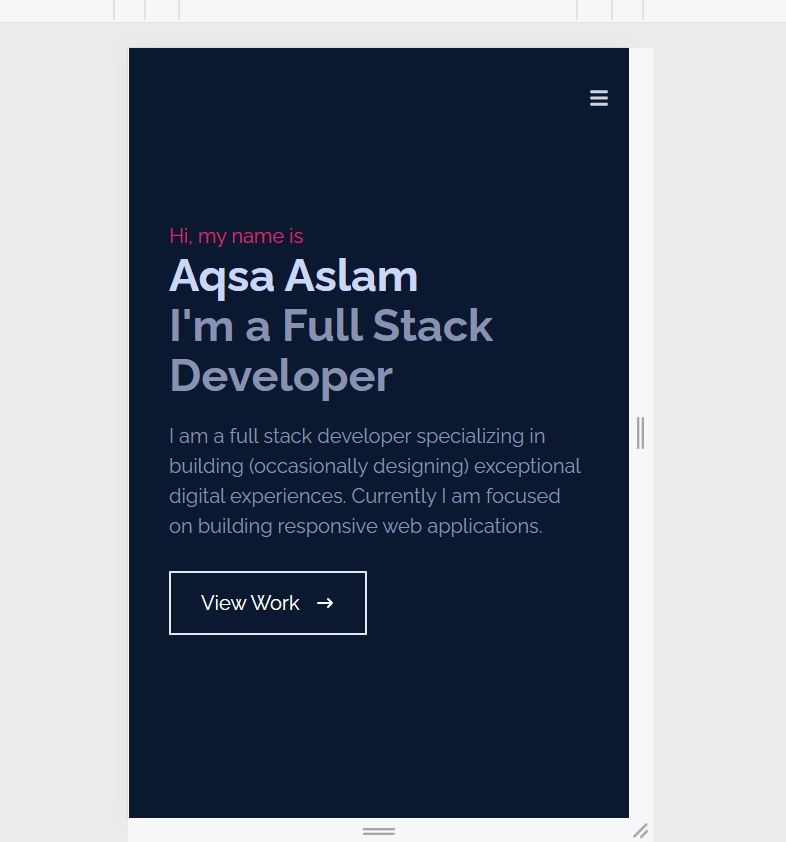 Hi, my name is
Aqsa Aslam
I'm a Full Stack
Developer
I am a full stack developer specializing in
building (occasionally designing) exceptional
digital experiences. Currently I am focused
on building responsive web applications.
View Work →